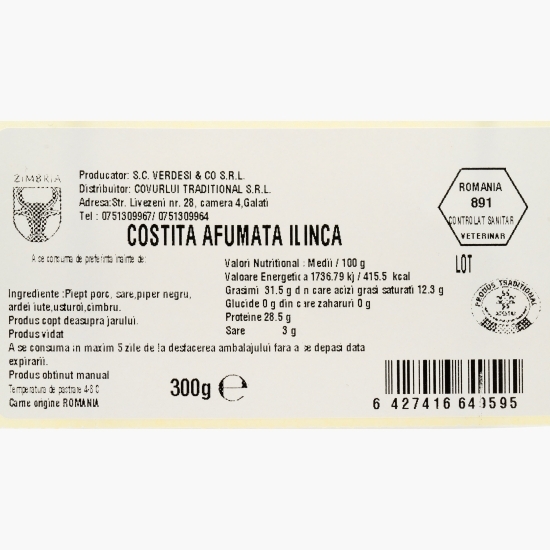 ZIMBRIA
Producator: S.C. VERDESI & CO S.R.L.
Distribuitor: COVURLUI TRADITIONAL S.R.L.
Adresa:Str. Livezeni nr. 28, camera 4,Galati
Tel : 0751309967/ 0751309964
ROMANIA
891
CONTROLAT SANITAR
VETERINAR
COSTITA AFUMATA ILINCA
A se consuma de preferinta inainte de:
LOT
Valori Nutritional : Medii / 100 g
Valoare Energetica 1736.79 kj / 415.5 kcal
Grasimi 31.5 g din care acizi grasi saturati 12.3 g
Glucide 0 g din care zaharuri 0 g
Proteine 28.5 g
Sare 3 g
PRODUS TRADITIONAL
Ingrediente :Piept porc, sare,piper negru,
ardei iute,usturoi,cimbru.
Produs copt deasupra jarului.
Produs vidat
A se consuma in maxim 5 zile de la desfacerea ambalajului fara a se depasi data
expirarii.
Produs obtinut manual
Temperatura de pastrare 4-8 C
Carne origine ROMANIA
300g e
6 427416 649595